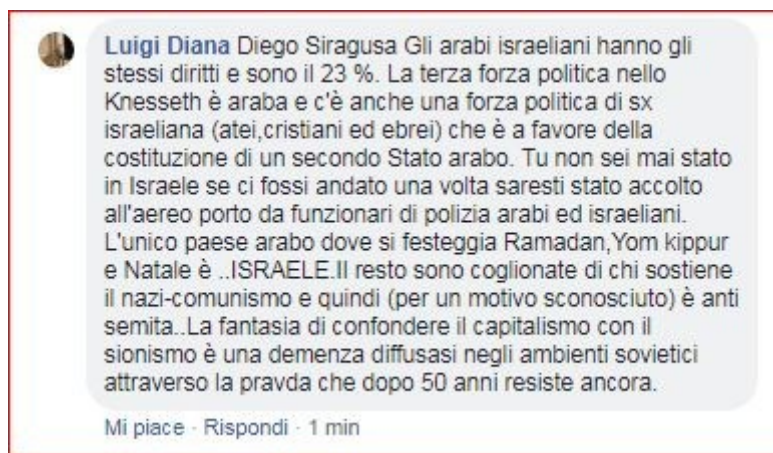 Luigi Diana Diego Siragusa Gli arabi israeliani hanno gli
stessi diritti e sono il 23 %. La terza forza politica nello
Knesseth è araba e c'è anche una forza politica di sx
israeliana (atei,cristiani ed ebrei) che è a favore della
costituzione di un secondo Stato arabo. Tu non sei mai stato
in Israele se ci fossi andato una volta saresti stato accolto
all'aereo porto da funzionari di polizia arabi ed israeliani.
L'unico paese arabo dove si festeggia Ramadan,Yom kippur
e Natale è ..ISRAELE.Il resto sono coglionate di chi sostiene
il nazi-comunismo e quindi (per un motivo sconosciuto) è anti
semita..La fantasia di confondere il capitalismo con il
sionismo è una demenza diffusasi negli ambienti sovietici
attraverso la pravda che dopo 50 anni resiste ancora.
Mi piace · Rispondi · 1 min